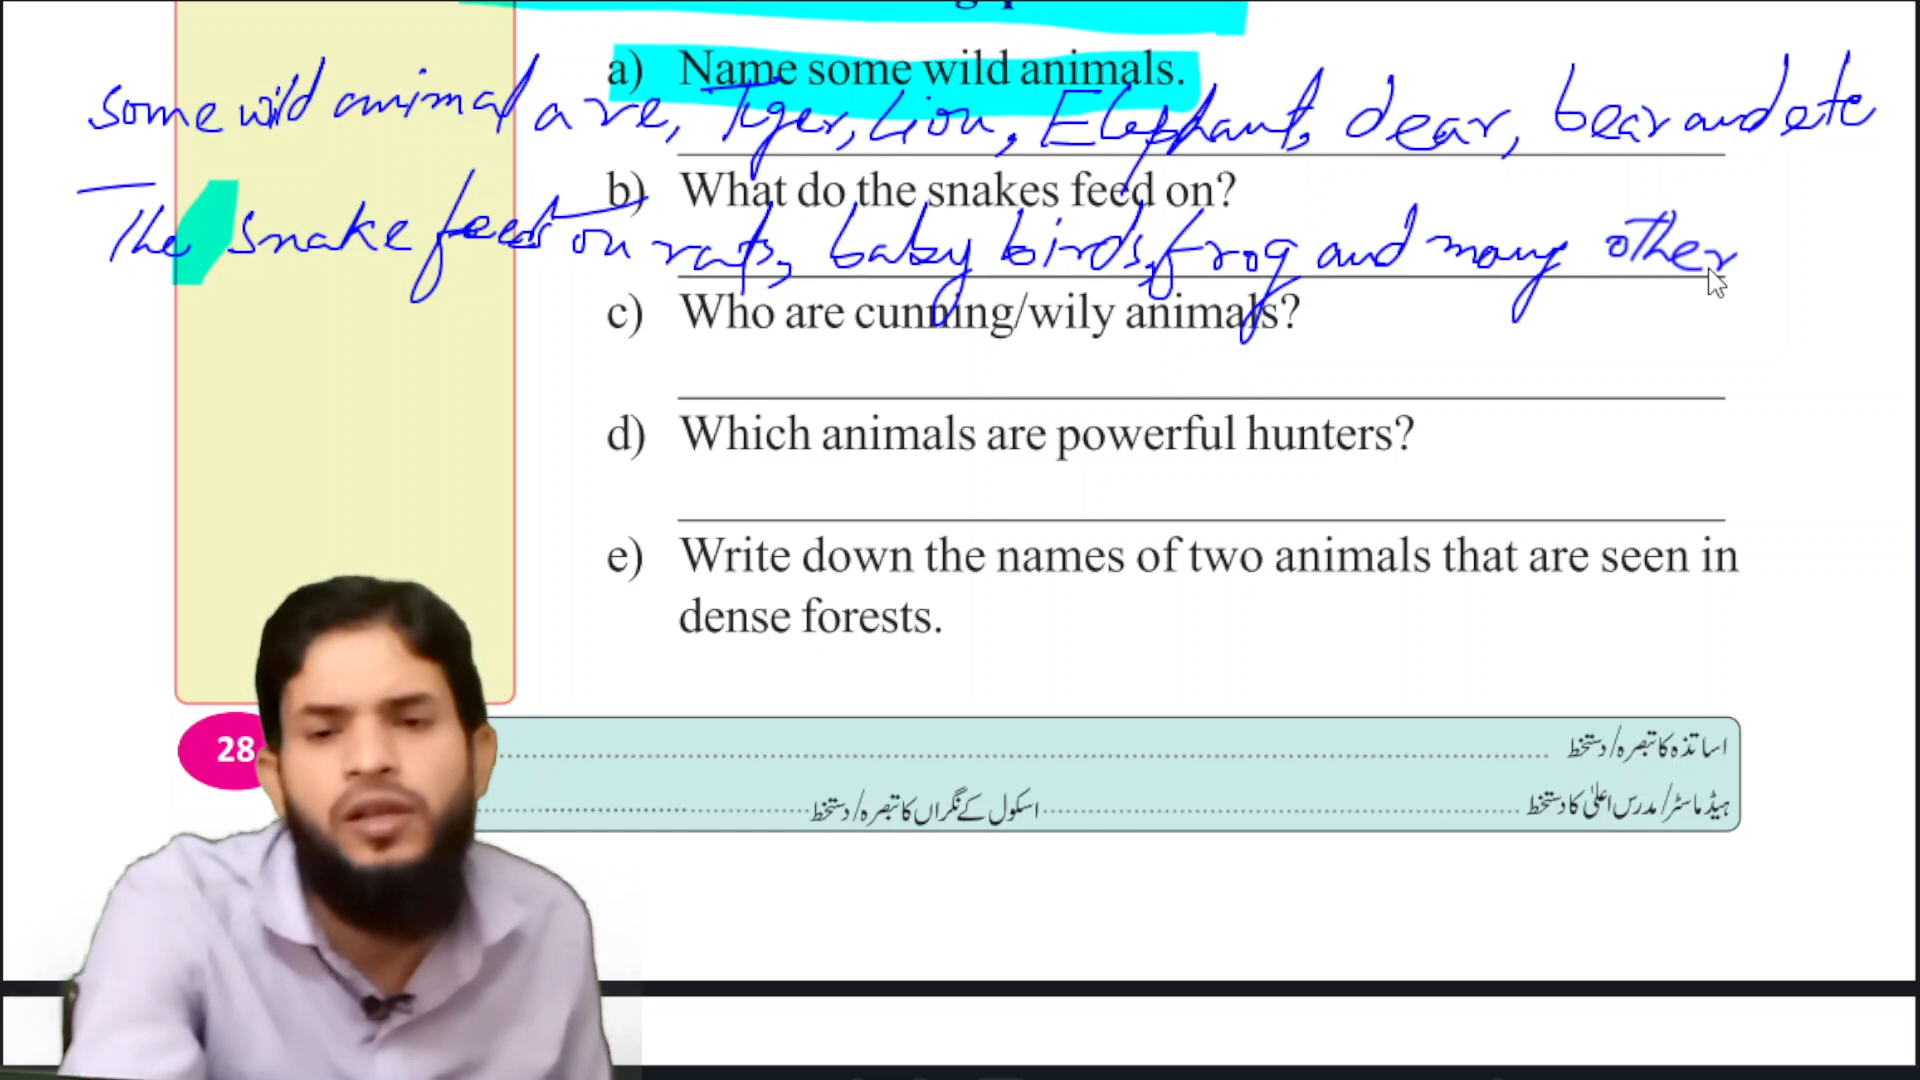 a) Name some wild animals.
some wild animal are, Tiger, Lion, Elephant, dear, bear and etc
b) What do the snakes feed on?
The snake feed on rats, baby birds, frog and many other
c) Who are cunning/wily animals?
d) Which animals are powerful hunters?
e) Write down the names of two animals that are seen in
dense forests.
28
اساتذہ کا تبصرہ/دستخط
ہیڈ ماسٹر/مدرس اعلیٰ کا دستخط
اسکول کے نگراں کا تبصرہ/دستخط